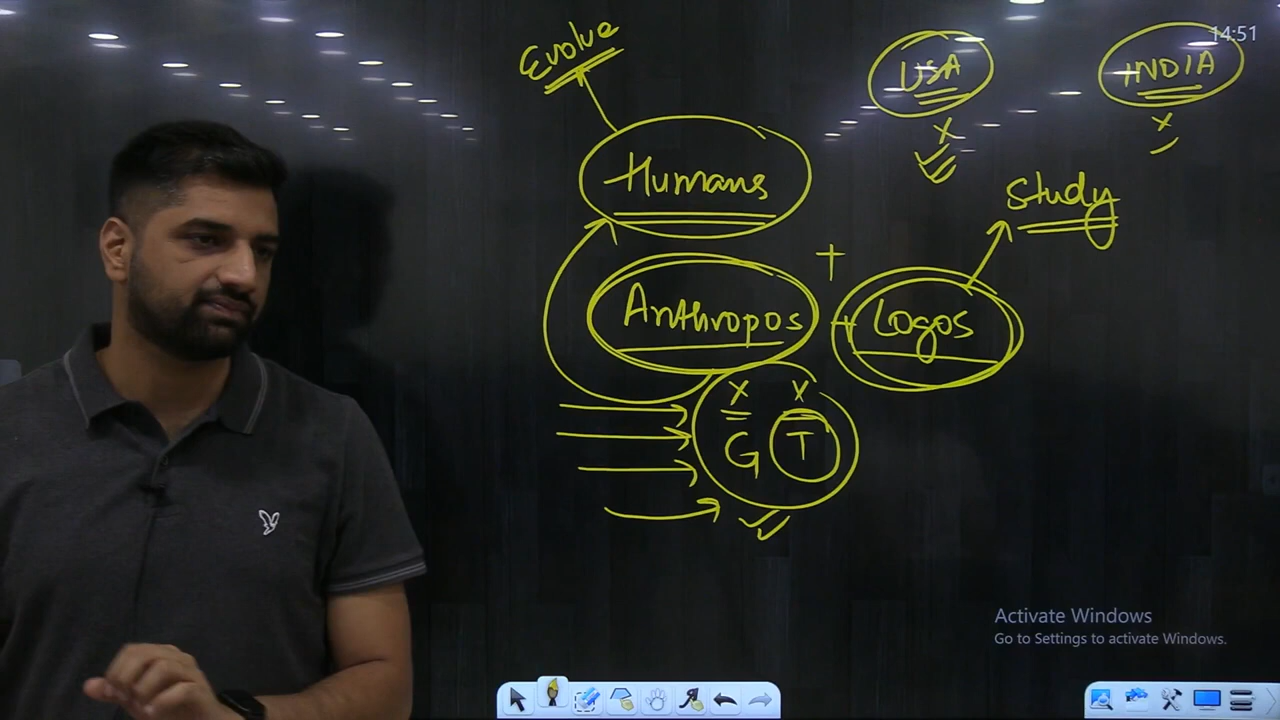 14:51
Evolve
USA
INDIA
x
x
Humans
Study
+
Anthropos
+ Logos
x x
G T
Activate Windows
Go to Settings to activate Windows.